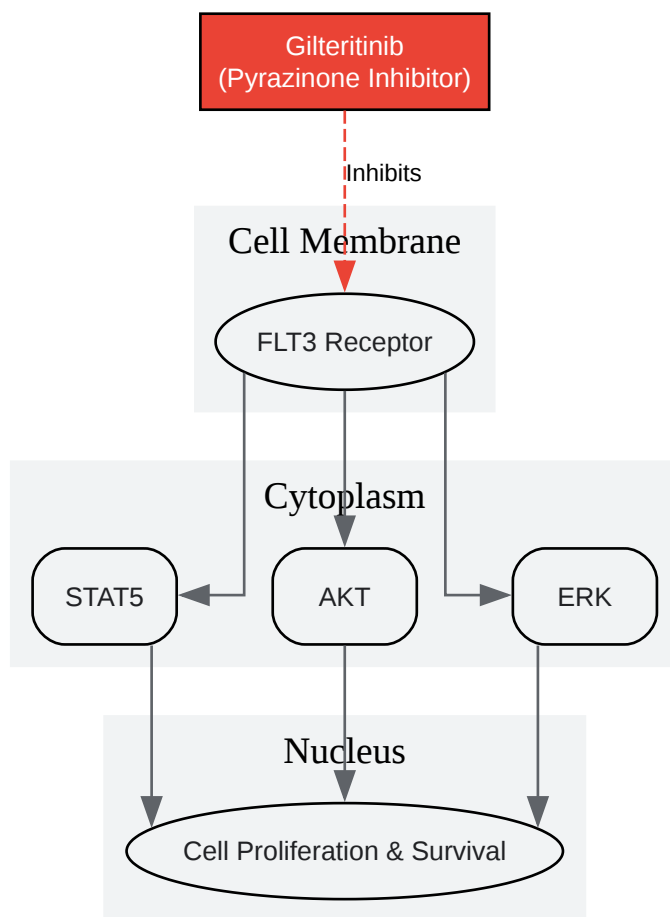 Gilteritinib
(Pyrazinone Inhibitor)
Inhibits
Cell Membrane
FLT3 Receptor
Cytoplasm
STAT5
AKT
ERK
Nucleus
Cell Proliferation & Survival